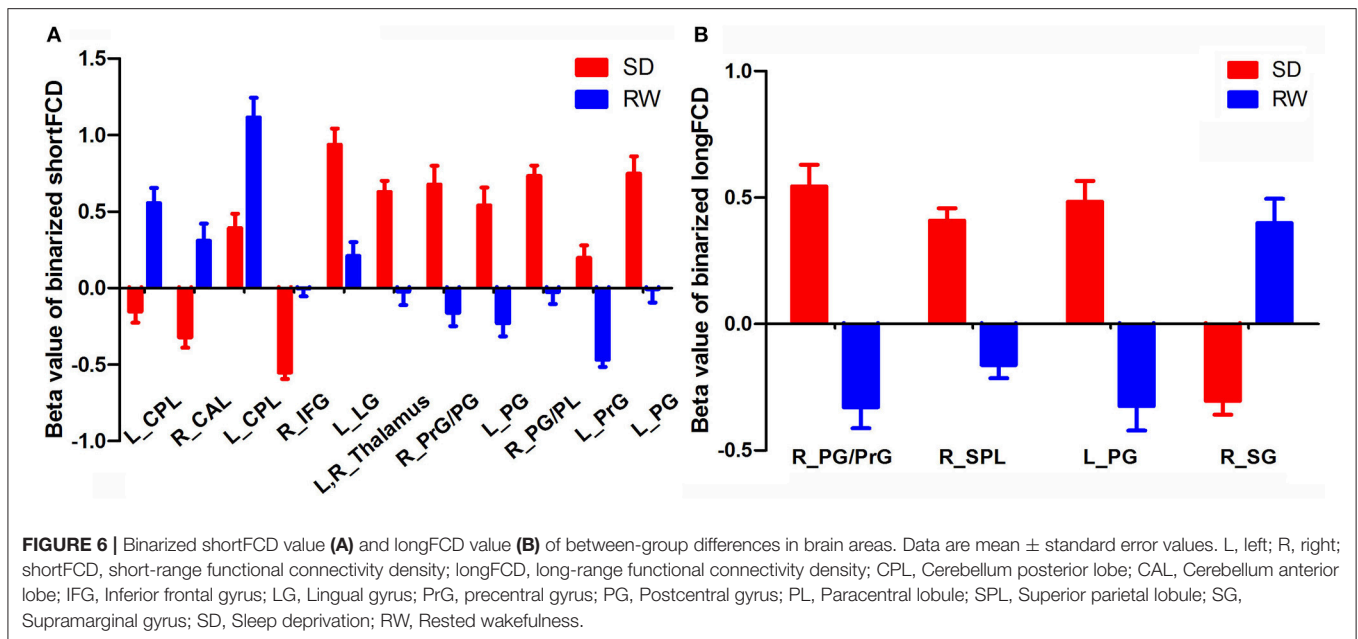 A
Beta value of binarized shortFCD
1.5
1.0
0.5
0.0
-0.5
-1.0
SD
RW
L_CPL
R_CAL
L_CPL
R_IFG
L_LG
L,R_Thalamus
R_PrG/PG
L_PG
R_PG/PL
L_PrG
L_PG
B
Beta value of binarized longFCD
1.0
0.5
0.0
-0.5
SD
RW
R_PG/PrG
R_SPL
L_PG
R_SG
FIGURE 6 | Binarized shortFCD value (A) and longFCD value (B) of between-group differences in brain areas. Data are mean ± standard error values. L, left; R, right;
shortFCD, short-range functional connectivity density; longFCD, long-range functional connectivity density; CPL, Cerebellum posterior lobe; CAL, Cerebellum anterior
lobe; IFG, Inferior frontal gyrus; LG, Lingual gyrus; PrG, precentral gyrus; PG, Postcentral gyrus; PL, Paracentral lobule; SPL, Superior parietal lobule; SG,
Supramarginal gyrus; SD, Sleep deprivation; RW, Rested wakefulness.